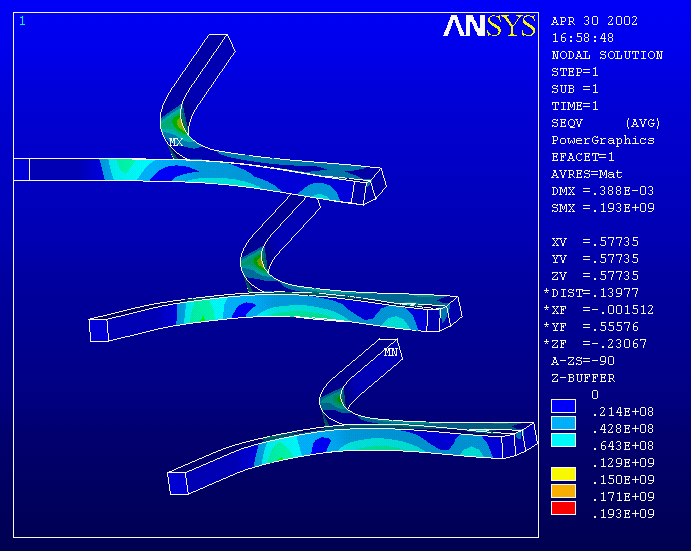 1
ANSYS
APR 30 2002
16:58:48
NODAL SOLUTION
STEP=1
SUB =1
TIME=1
SEQV (AVG)
PowerGraphics
EFACET=1
AVRES=Mat
DMX =.388E-03
SMX =.193E+09
XV =.57735
YV =.57735
ZV =.57735
*DIST=.13977
*XF =-.001512
*YF =.55576
*ZF =-.23067
A-ZS=-90
Z-BUFFER
0
.214E+08
.428E+08
.643E+08
.129E+09
.150E+09
.171E+09
.193E+09
MX
MN